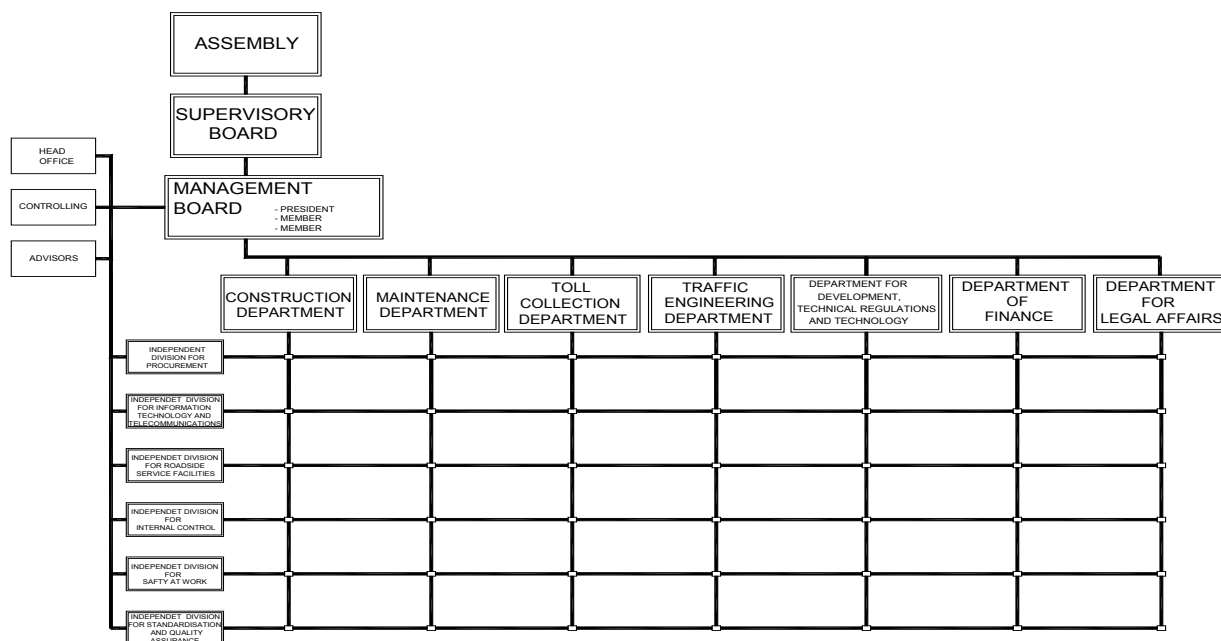 ASSEMBLY
SUPERVISORY
BOARD
HEAD
OFFICE
MANAGEMENT
BOARD
- PRESIDENT
- MEMBER
- MEMBER
CONTROLLING
ADVISORS
CONSTRUCTION
DEPARTMENT
MAINTENANCE
DEPARTMENT
TOLL
COLLECTION
DEPARTMENT
TRAFFIC
ENGINEERING
DEPARTMENT
DEPARTMENT FOR
DEVELOPMENT,
TECHNICAL REGULATIONS
AND TECHNOLOGY
DEPARTMENT
OF
FINANCE
DEPARTMENT
FOR
LEGAL AFFAIRS
INDEPENDENT
DIVISION FOR
PROCUREMENT
INDEPENDET DIVISION
FOR INFORMATION
TECHNOLOGY AND
TELECOMMUNICATIONS
INDEPENDET DIVISION
FOR ROADSIDE
SERVICE FACILITIES
INDEPENDET DIVISION
FOR
INTERNAL CONTROL
INDEPENDET DIVISION
FOR
SAFTY AT WORK
INDEPENDET DIVISION
FOR STANDARDISATION
AND QUALITY
ASSURANCE